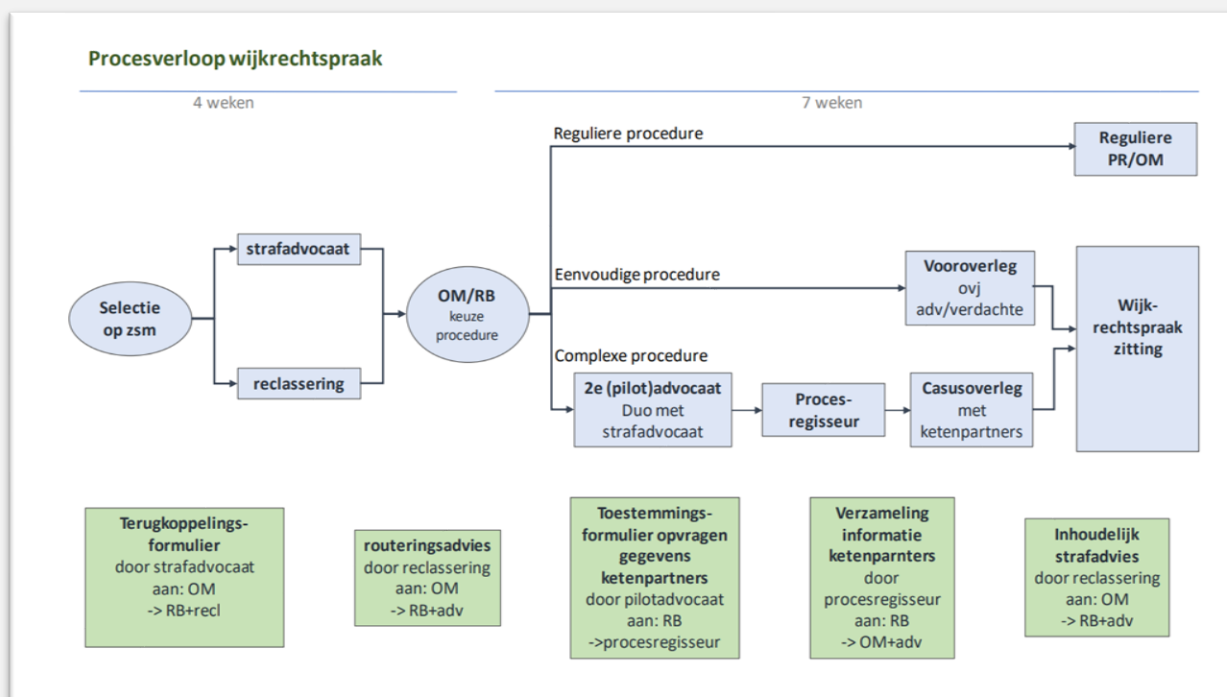 Procesverloop wijkrechtspraak
4 weken
7 weken
Reguliere procedure
Reguliere
PR/OM
strafadvocaat
Selectie
op zsm
reclassering
OM/RB
keuze
procedure
Eenvoudige procedure
Vooroverleg
ovj
adv/verdachte
Wijk-
rechtspraak
zitting
Complexe procedure
2e (pilot)advocaat
Duo met
strafadvocaat
Proces-
regisseur
Casusoverleg
met
ketenpartners
Terugkoppelings-
formulier
door strafadvocaat
aan: OM
-> RB+recl
routeringsadvies
door reclassering
aan: OM
-> RB+adv
Toestemmings-
formulier opvragen
gegevens
ketenpartners
door pilotadvocaat
aan: RB
->procesregisseur
Verzameling
informatie
ketenparnters
door
procesregisseur
aan: RB
-> OM+adv
Inhoudelijk
strafadvies
door reclassering
aan: OM
-> RB+adv